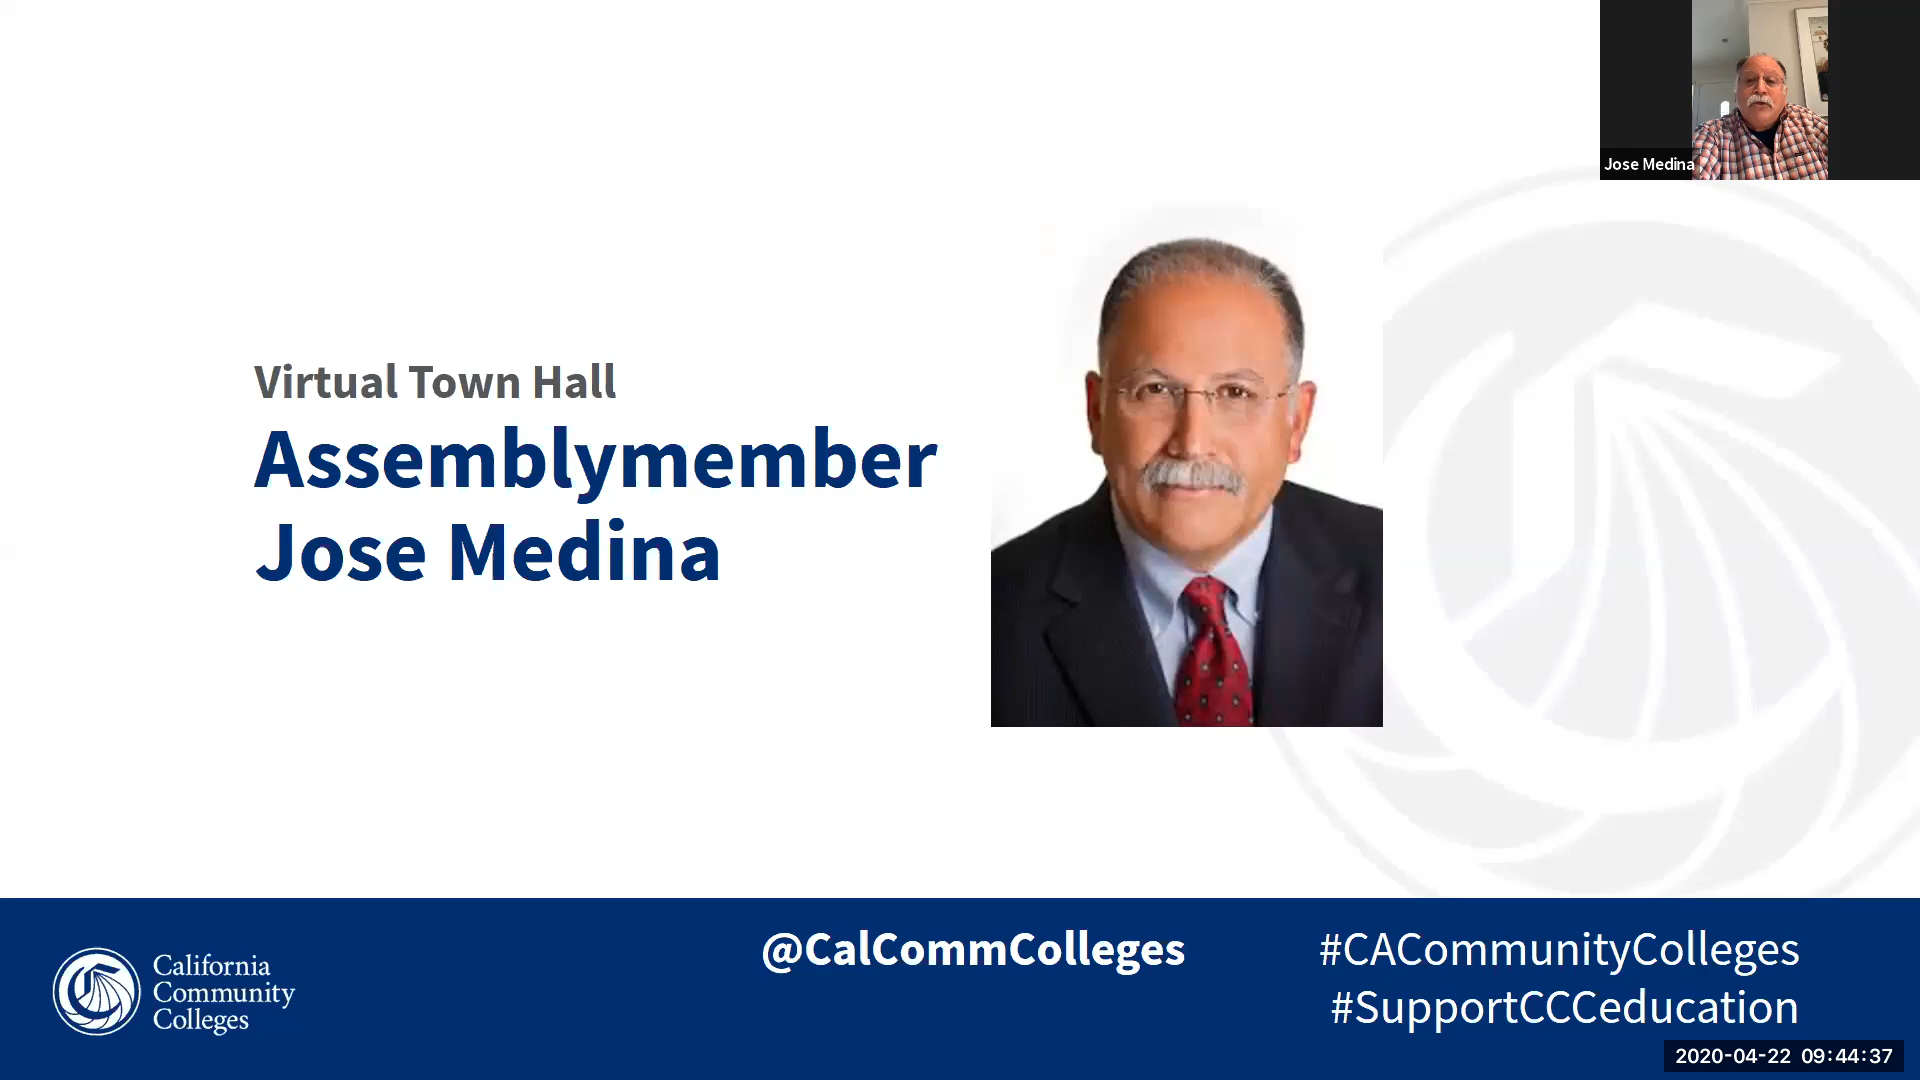 Jose Medina
Virtual Town Hall
Assemblymember
Jose Medina
@CalCommColleges
#CACommunityColleges
#SupportCCCeducation
California
Community
Colleges
2020-04-22 09:44:37